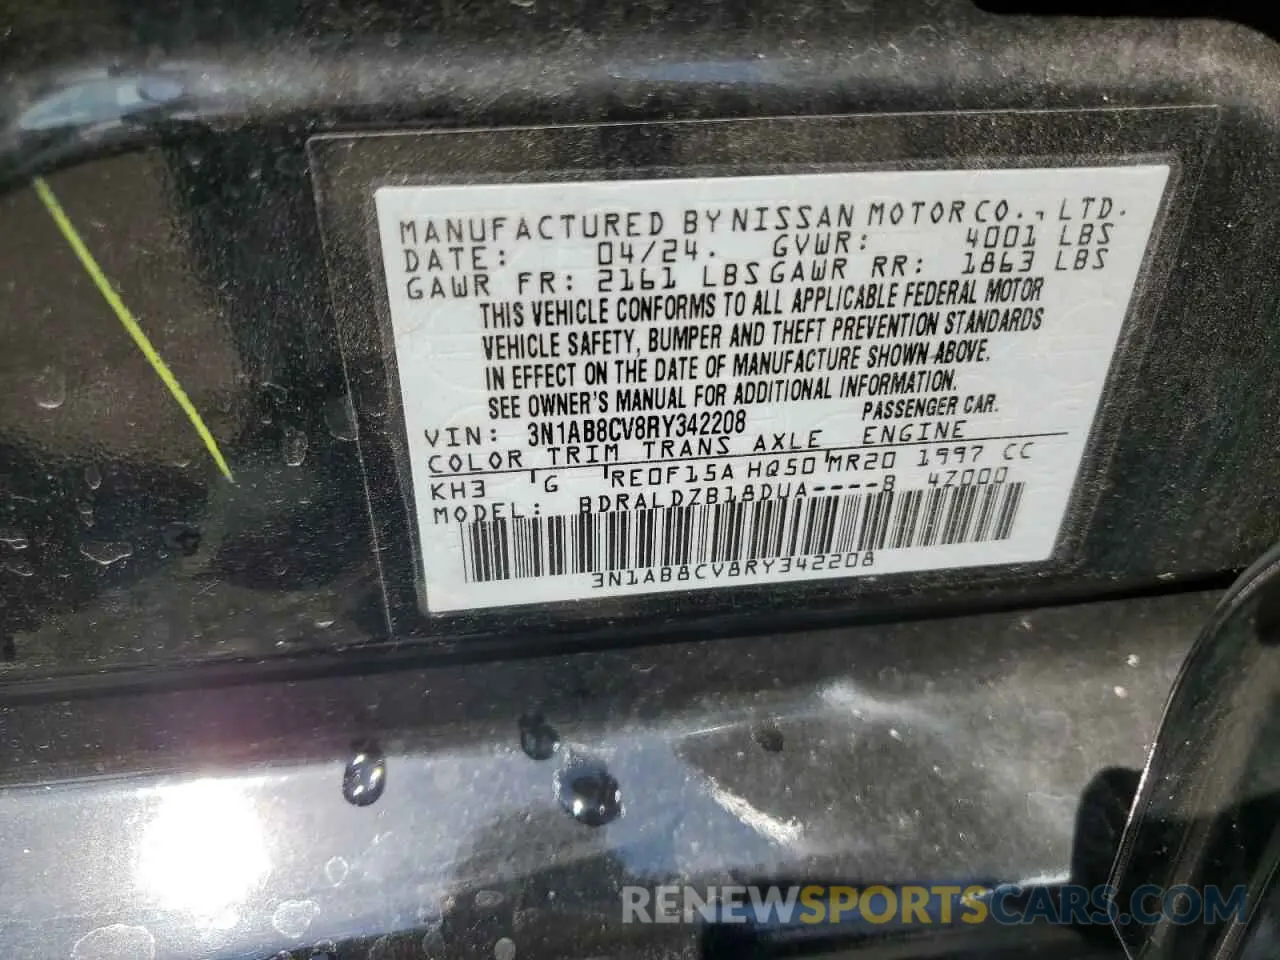 MANUFACTURED BY NISSAN MOTOR CO., LTD.
DATE: 04/24. GVWR: 4001 LBS
GAWR FR: 2161 LBS GAWR RR: 1863 LBS
THIS VEHICLE CONFORMS TO ALL APPLICABLE FEDERAL MOTOR
VEHICLE SAFETY, BUMPER AND THEFT PREVENTION STANDARDS
IN EFFECT ON THE DATE OF MANUFACTURE SHOWN ABOVE.
SEE OWNER'S MANUAL FOR ADDITIONAL INFORMATION.
VIN: 3N1AB8CV8RY342208 PASSENGER CAR.
COLOR TRIM TRANS AXLE ENGINE
KH3 G RE0F15A HQ50 MR20 1997 CC
MODEL: BDRALDZB18DUA----B 4Z000
3N1AB8CV8RY342208
RENEWSPORTSCARS.COM